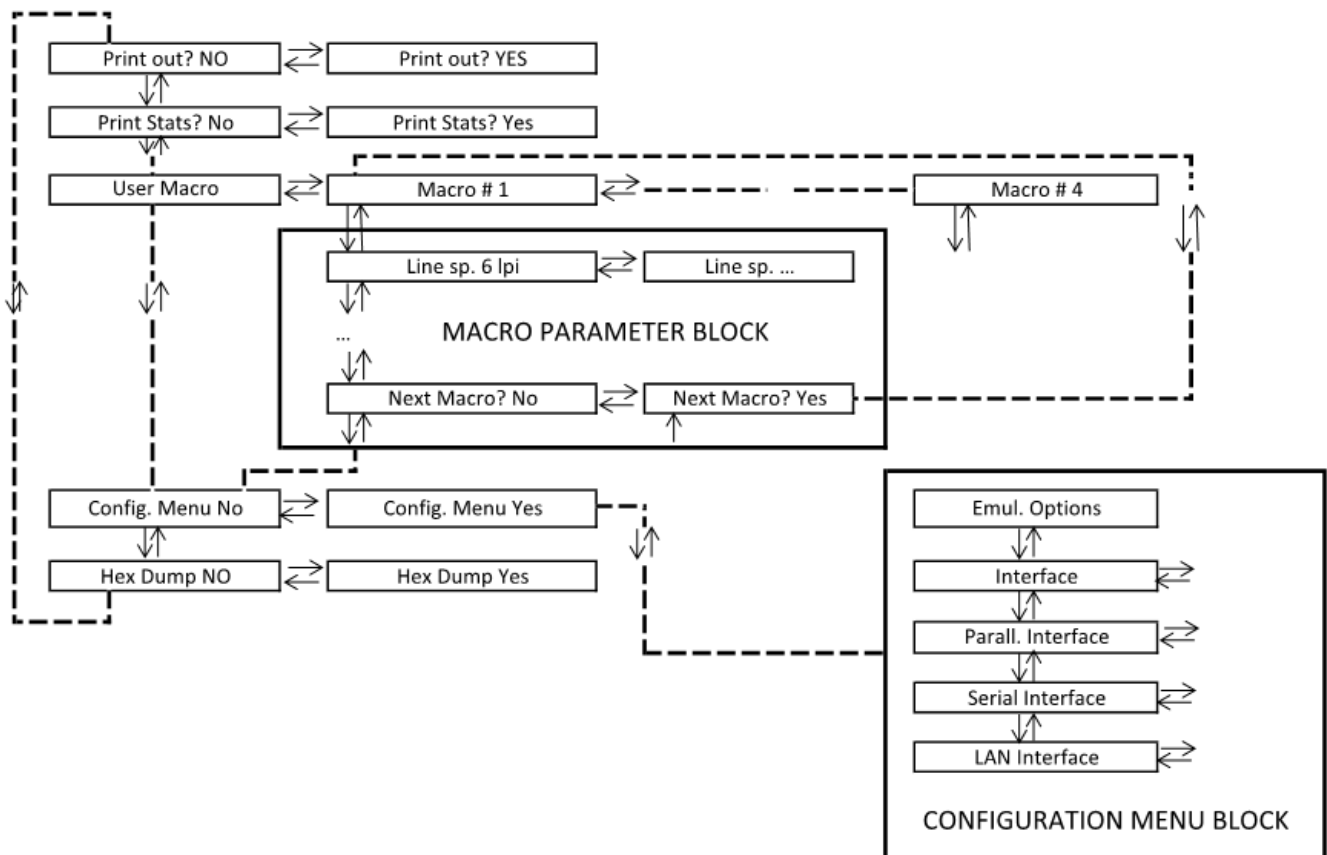 Print out? NO
Print out? YES
Print Stats? No
Print Stats? Yes
User Macro
Macro # 1
Macro # 4
Line sp. 6 lpi
Line sp. ...
...
MACRO PARAMETER BLOCK
Next Macro? No
Next Macro? Yes
Config. Menu No
Config. Menu Yes
Hex Dump NO
Hex Dump Yes
Emul. Options
Interface
Parall. Interface
Serial Interface
LAN Interface
CONFIGURATION MENU BLOCK